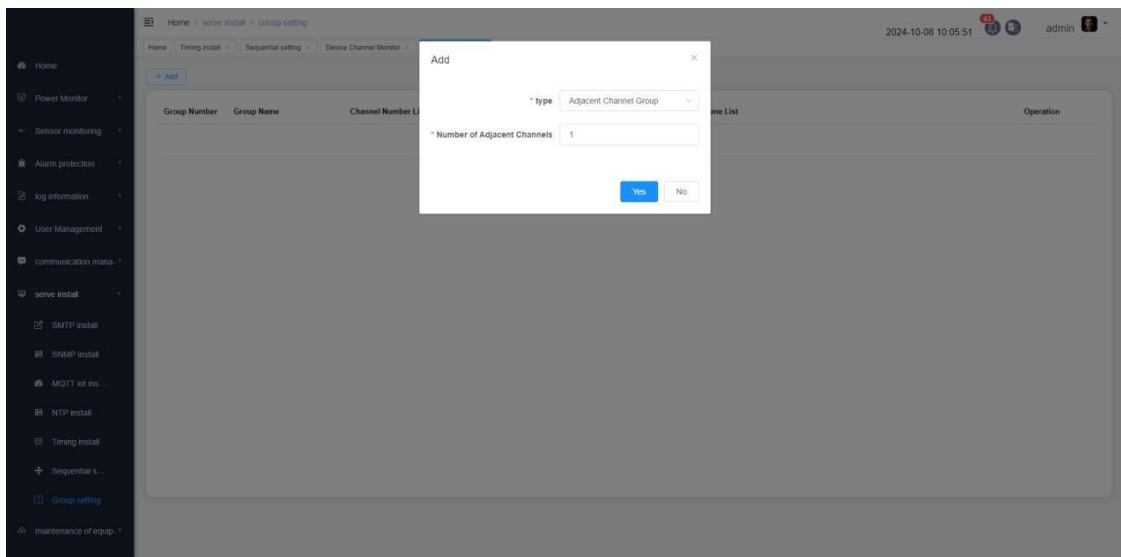 Home / serve install / Group setting
2024-10-08 10:05:51
43
admin
Home
Timing install
Sequential setting
Device Channel Monitor
+ Add
Group Number
Group Name
Channel Number Li
me List
Operation
Add
* type
Adjacent Channel Group
* Number of Adjacent Channels
1
Yes
No
Home
Power Monitor
Sensor monitoring
Alarm protection
log information
User Management
communication mana.
serve install
SMTP install
SNMP install
MQTT iot ins...
NTP install
Timing install
Sequential s...
Group setting
maintenance of equip.